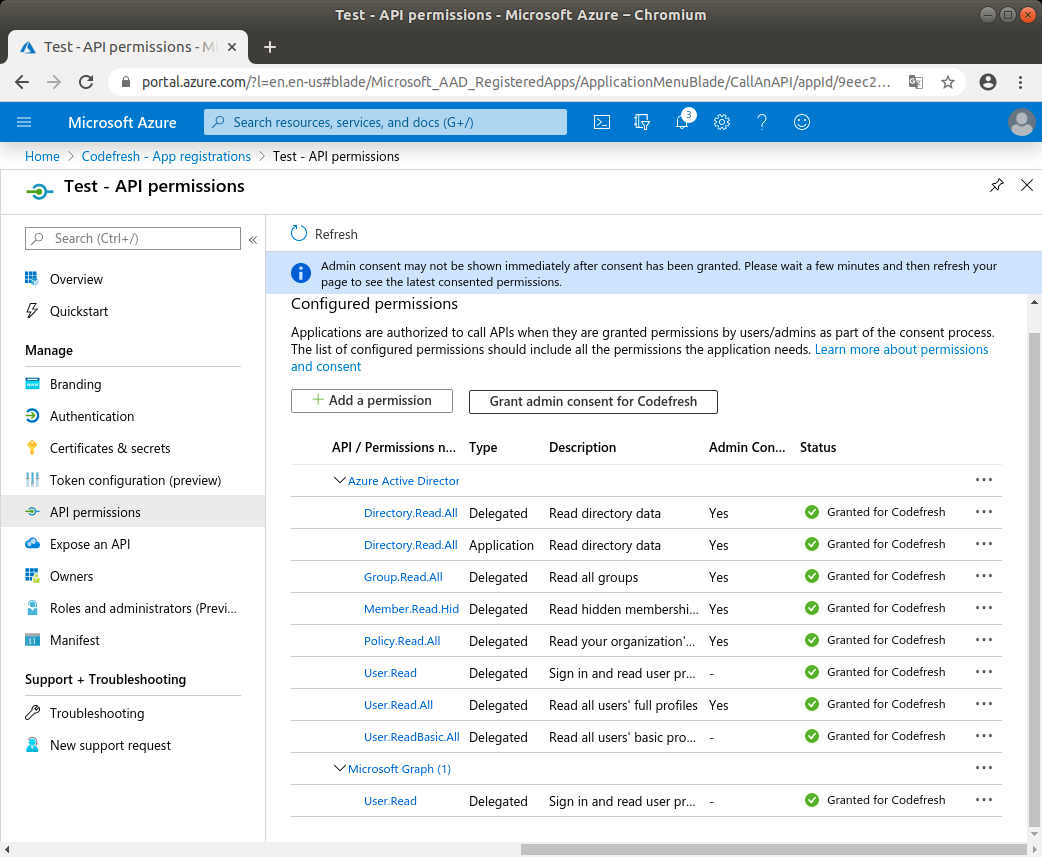 Test - API permissions - Microsoft Azure – Chromium
Test - API permissions - M
portal.azure.com/?l=en.en-us#blade/Microsoft_AAD_RegisteredApps/ApplicationMenuBlade/CallAnAPI/appId/9eec2...
Microsoft Azure
Search resources, services, and docs (G+/)
3
Home > Codefresh - App registrations > Test - API permissions
Test - API permissions
Search (Ctrl+/)
«
Overview
Quickstart
Manage
Branding
Authentication
Certificates & secrets
Token configuration (preview)
API permissions
Expose an API
Owners
Roles and administrators (Previ...
Manifest
Support + Troubleshooting
Troubleshooting
New support request
Refresh
Admin consent may not be shown immediately after consent has been granted. Please wait a few minutes and then refresh your
page to see the latest consented permissions.
Configured permissions
Applications are authorized to call APIs when they are granted permissions by users/admins as part of the consent process.
The list of configured permissions should include all the permissions the application needs. Learn more about permissions
and consent
+ Add a permission
Grant admin consent for Codefresh
API / Permissions n... Type Description Admin Con... Status
Azure Active Director ...
Directory.Read.All Delegated Read directory data Yes Granted for Codefresh ...
Directory.Read.All Application Read directory data Yes Granted for Codefresh ...
Group.Read.All Delegated Read all groups Yes Granted for Codefresh ...
Member.Read.Hid Delegated Read hidden membershi... Yes Granted for Codefresh ...
Policy.Read.All Delegated Read your organization'... Yes Granted for Codefresh ...
User.Read Delegated Sign in and read user pr... - Granted for Codefresh ...
User.Read.All Delegated Read all users' full profiles Yes Granted for Codefresh ...
User.ReadBasic.All Delegated Read all users' basic pro... - Granted for Codefresh ...
Microsoft Graph (1) ...
User.Read Delegated Sign in and read user pr... - Granted for Codefresh ...